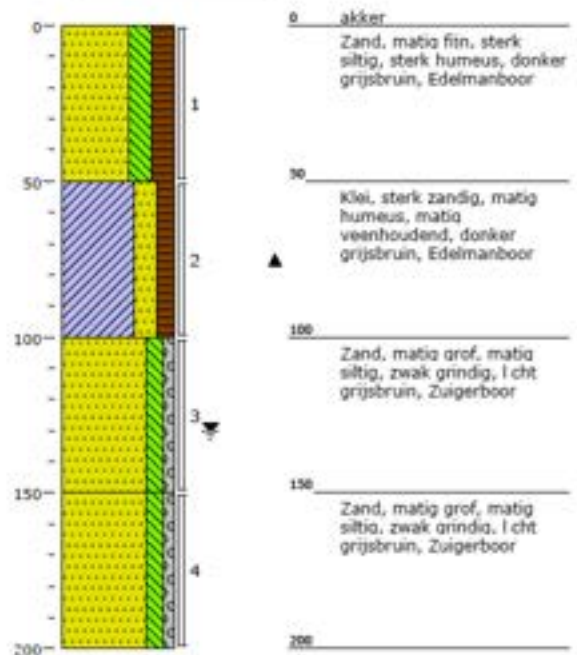 0 akker
0
Zand, matig fijn, sterk
siltig, sterk humeus, donker
grijsbruin, Edelmanboor
1
50
50
Klei, sterk zandig, matig
humeus, matig
veenhoudend, donker
grijsbruin, Edelmanboor
2
100
100
Zand, matig grof, matig
siltig, zwak grindig, l cht
grijsbruin, Zuigerboor
3
150
150
Zand, matig grof, matig
siltig, zwak grindig, l cht
grijsbruin, Zuigerboor
4
200
200